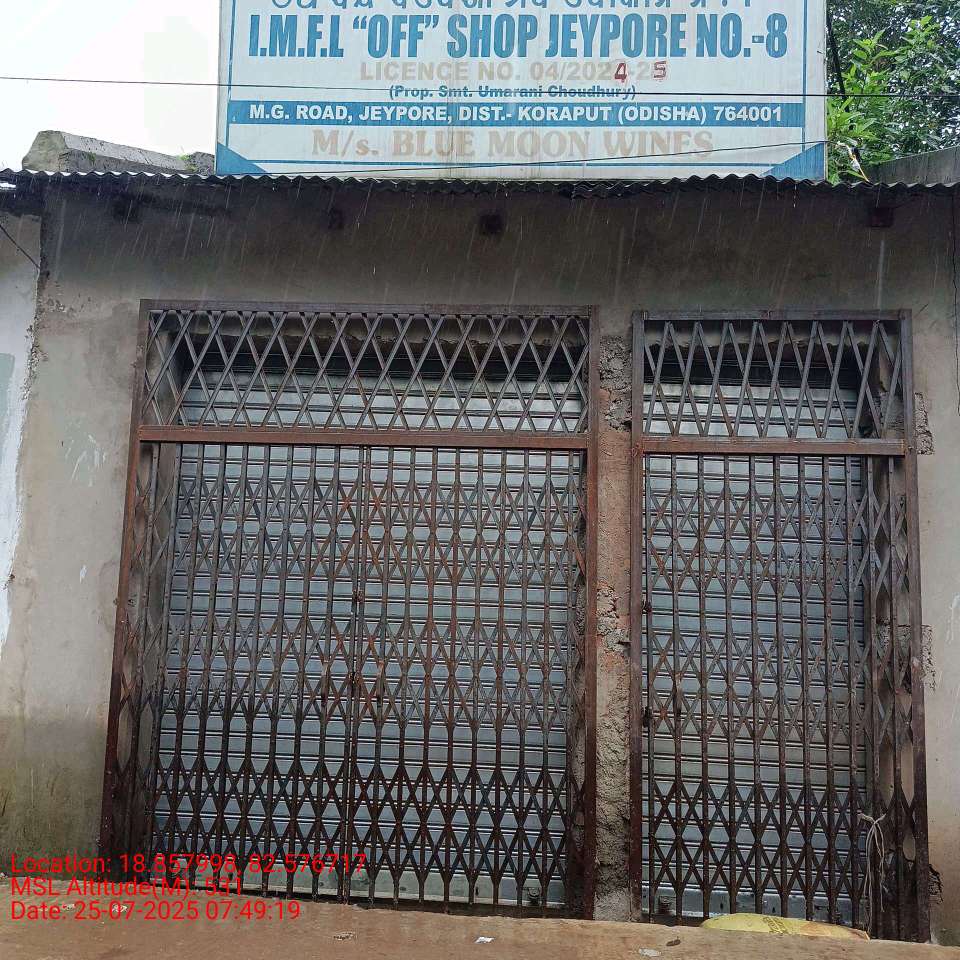 I.M.F.L “OFF” SHOP JEYPORE NO.-8
LICENCE NO. 04/2024-25
(Prop. Smt. Umarani Choudhury)
M.G. ROAD, JEYPORE, DIST.- KORAPUT (ODISHA) 764001
M/s. BLUE MOON WINES
Location: 18.857998, 82.576717
MSL Altitude(M): 531
Date: 25-07-2025 07:49:19